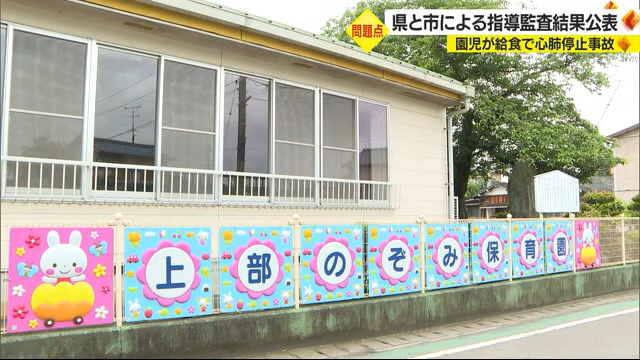 問題点
県と市による指導監査結果公表
園児が給食で心肺停止事故
上部のぞみ保育園